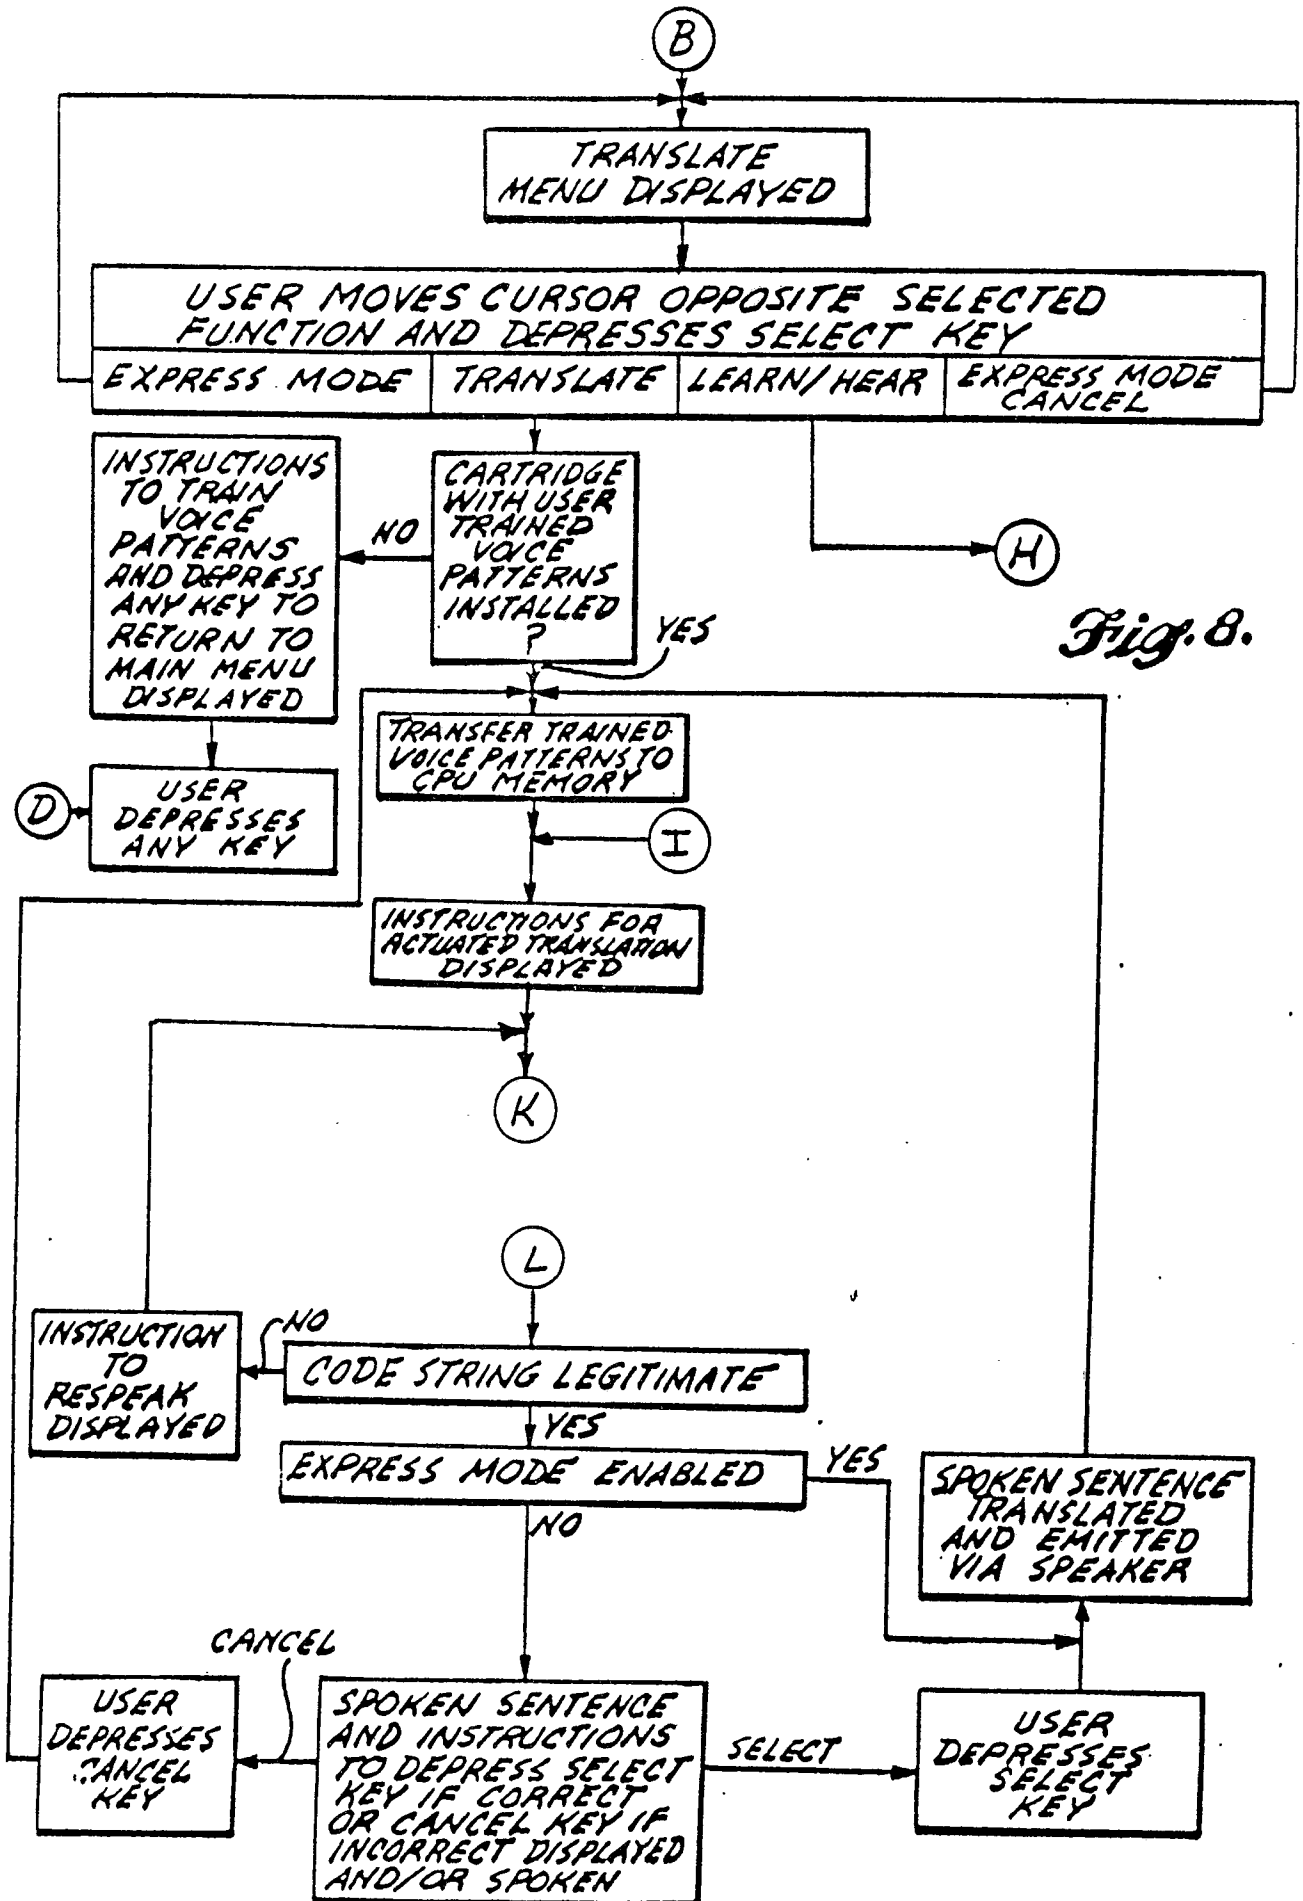 B
TRANSLATE
MENU DISPLAYED
USER MOVES CURSOR OPPOSITE SELECTED
FUNCTION AND DEPRESSES SELECT KEY
EXPRESS MODE
TRANSLATE
LEARN/HEAR
EXPRESS MODE
CANCEL
INSTRUCTIONS
TO TRAIN
VOICE
PATTERNS
AND DEPRESS
ANY KEY TO
RETURN TO
MAIN MENU
DISPLAYED
NO
CARTRIDGE
WITH USER
TRAINED
VOICE
PATTERNS
INSTALLED
?
YES
H
Fig. 8.
TRANSFER TRAINED
VOICE PATTERNS TO
CPU MEMORY
D
USER
DEPRESSES
ANY KEY
I
INSTRUCTIONS FOR
ACTUATED TRANSLATION
DISPLAYED
K
L
INSTRUCTION
TO
RESPEAK
DISPLAYED
NO
CODE STRING LEGITIMATE
YES
EXPRESS MODE ENABLED
YES
NO
SPOKEN SENTENCE
TRANSLATED
AND EMITTED
VIA SPEAKER
CANCEL
USER
DEPRESSES
CANCEL
KEY
SPOKEN SENTENCE
AND INSTRUCTIONS
TO DEPRESS SELECT
KEY IF CORRECT
OR CANCEL KEY IF
INCORRECT DISPLAYED
AND/OR SPOKEN
SELECT
USER
DEPRESSES
SELECT
KEY